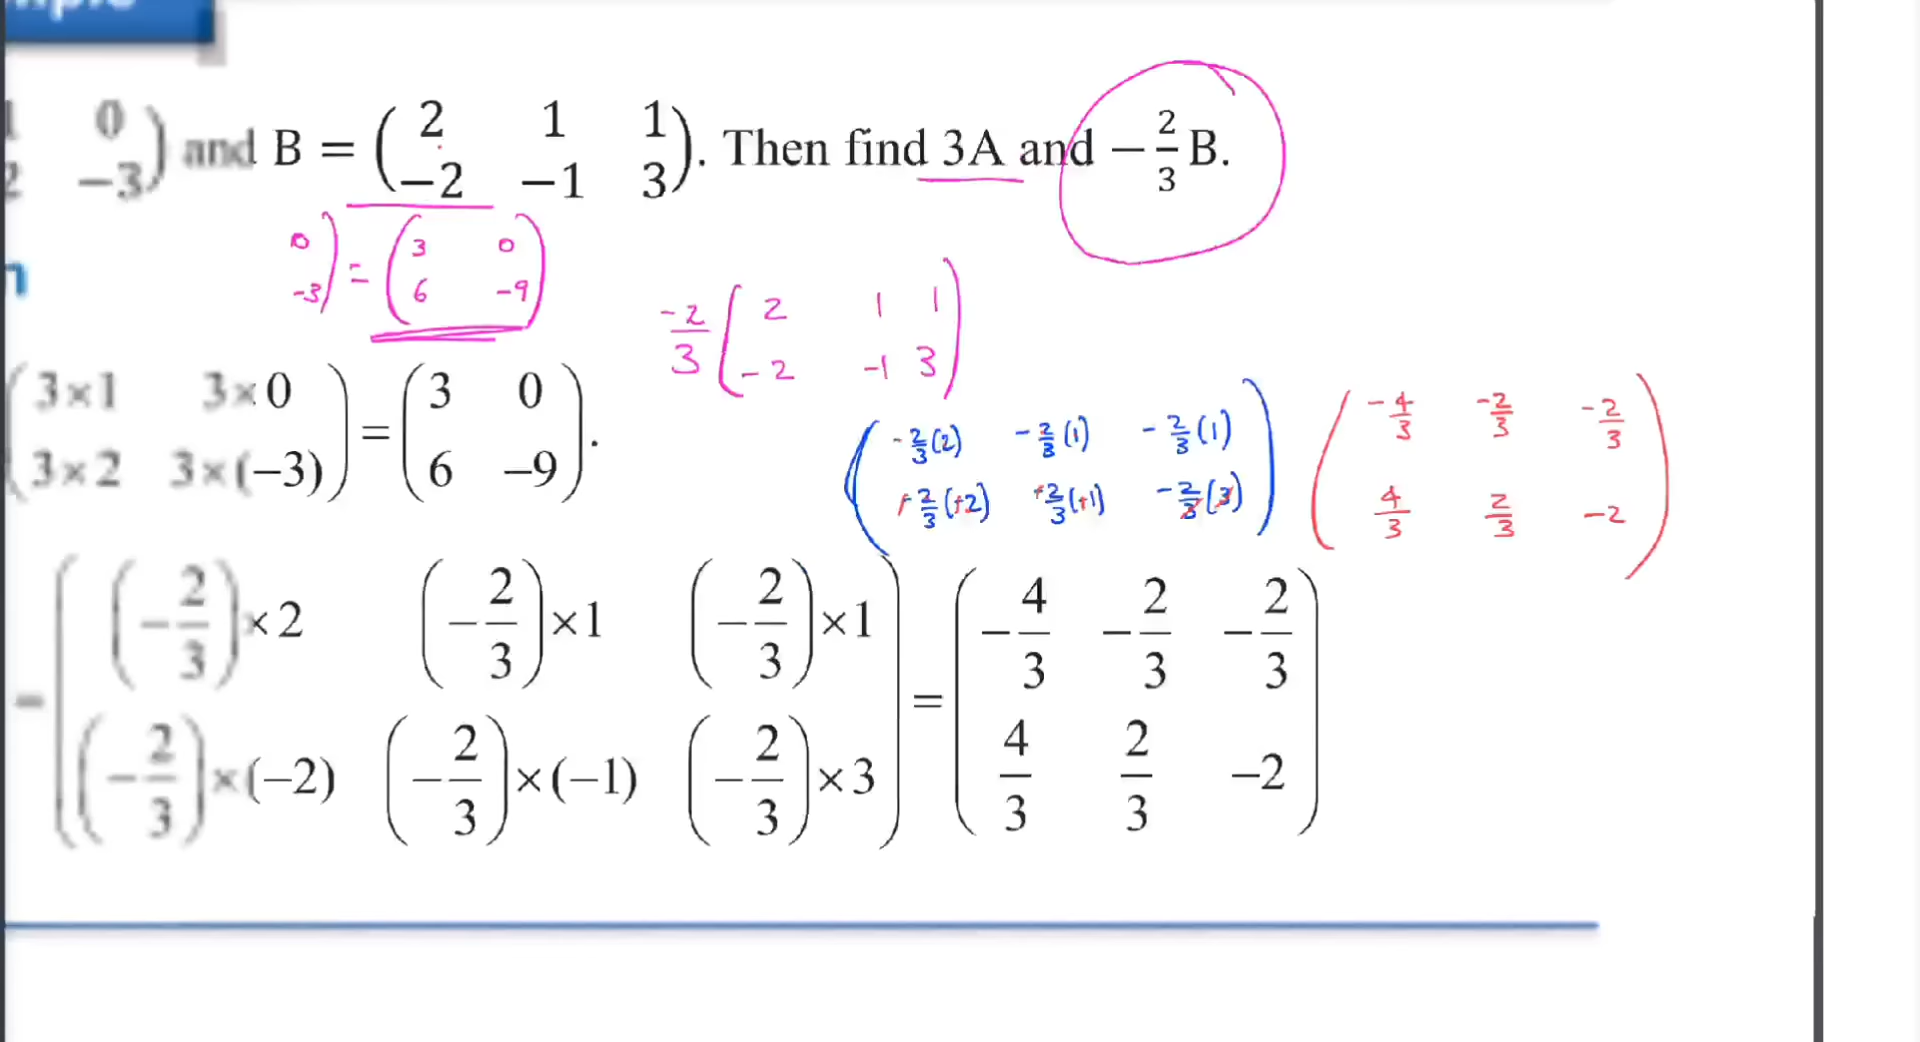 0
−3) and B = (2 1 1
−2 −1 3). Then find 3A and −2/3 B.
0
-3) = (3 0
6 -9)
-2/3 (2 1 1
-2 -1 3)
(3×1 3×0
3×2 3×(−3)) = (3 0
6 −9).
(-2/3(2) -2/3(1) -2/3(1)
+2/3(+2) +2/3(+1) -2/3(3))
(-4/3 -2/3 -2/3
4/3 2/3 -2)
= ((−2/3)×2 (−2/3)×1 (−2/3)×1
(−2/3)×(−2) (−2/3)×(−1) (−2/3)×3) = (−4/3 −2/3 −2/3
4/3 2/3 −2)